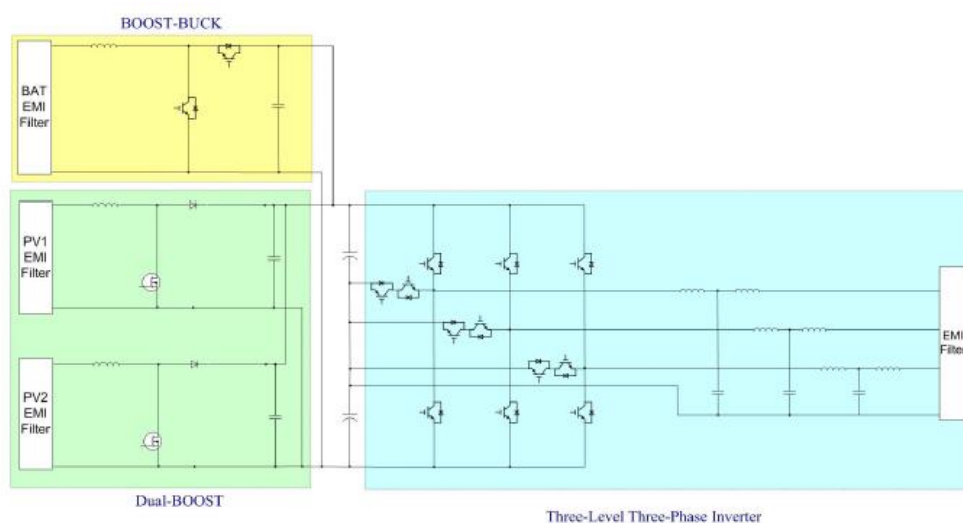 BOOST-BUCK
BAT
EMI
Filter
PV1
EMI
Filter
PV2
EMI
Filter
EMI
Filter
Dual-BOOST
Three-Level Three-Phase Inverter